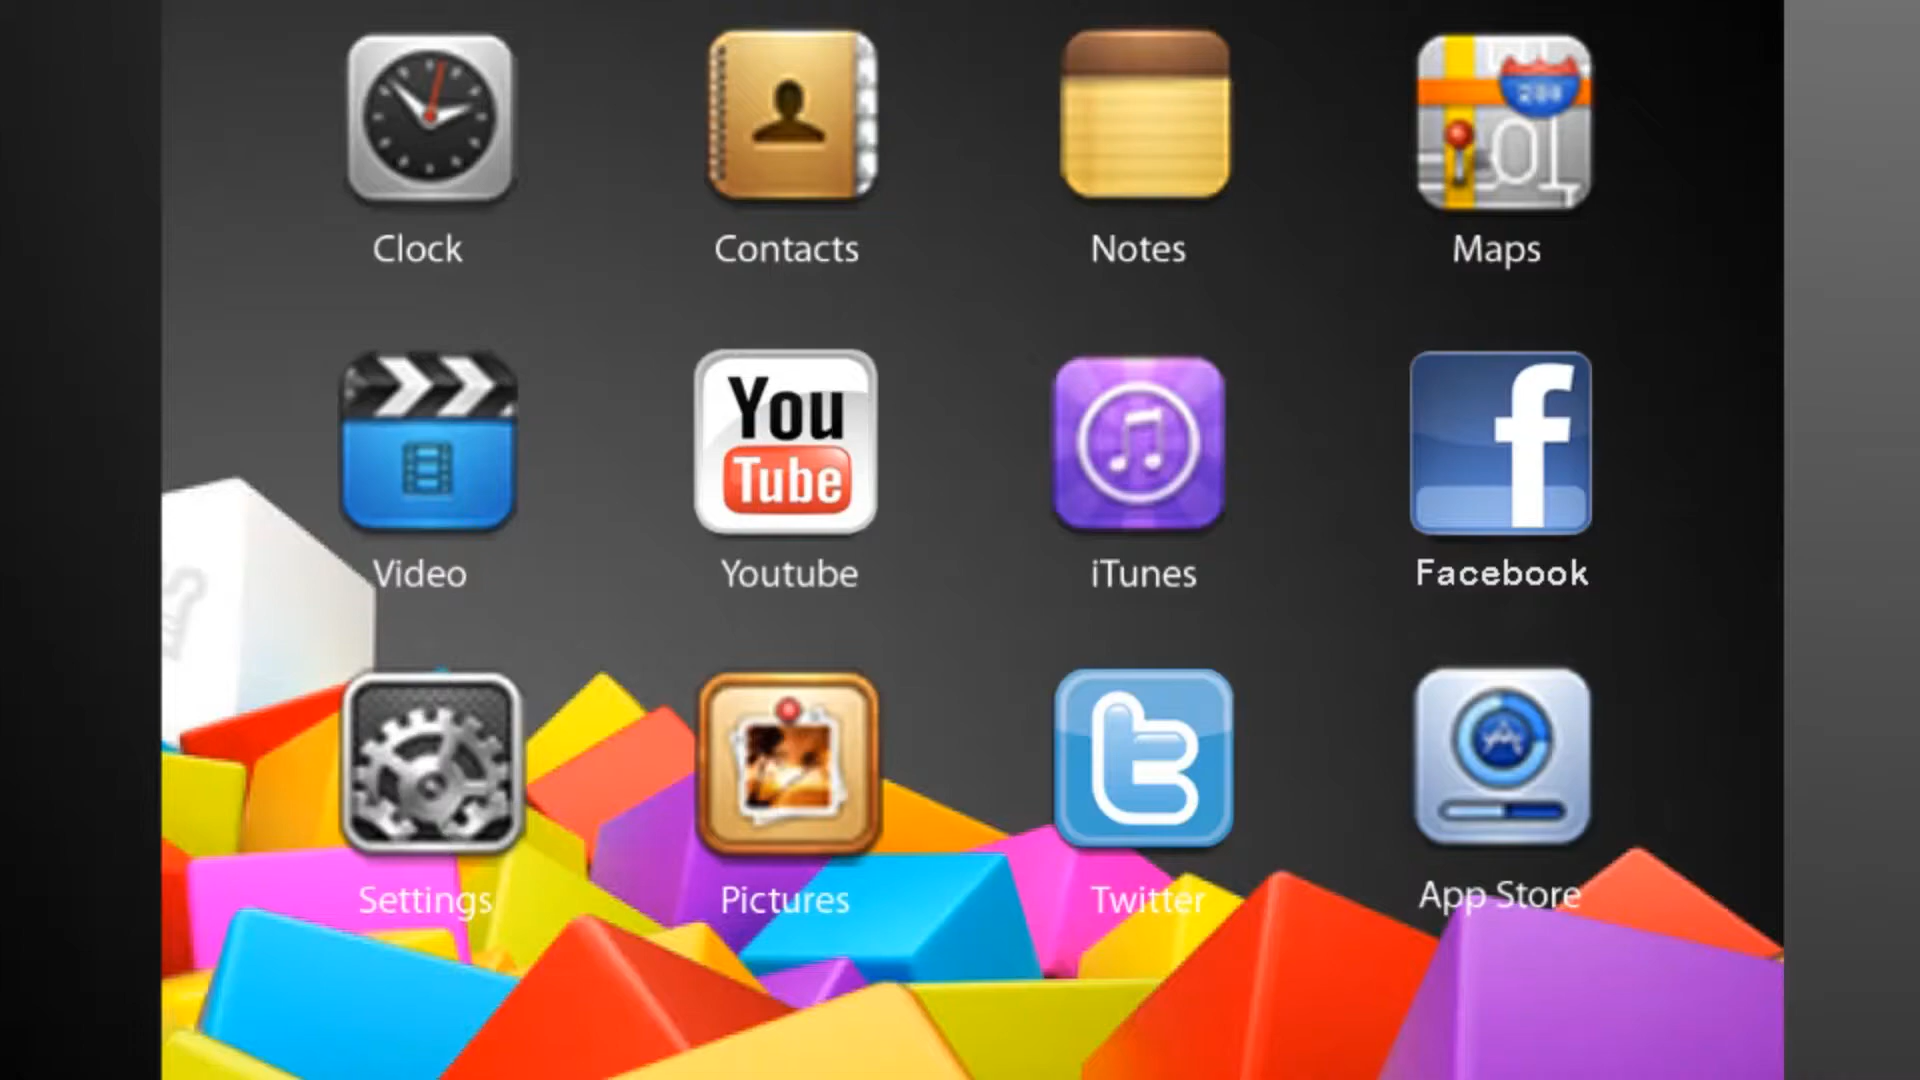 Clock
Contacts
Notes
Maps
You
Tube
f
Video
Youtube
iTunes
Facebook
t
Settings
Pictures
Twitter
App Store